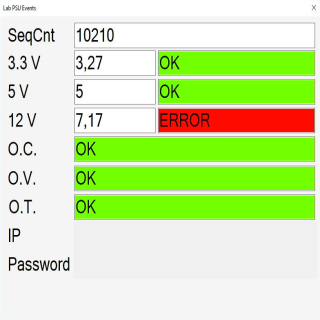 Lab PSU Events X
SeqCnt 10210
3.3 V 3,27 OK
5 V 5 OK
12 V 7,17 ERROR
O.C. OK
O.V. OK
O.T. OK
IP
Password